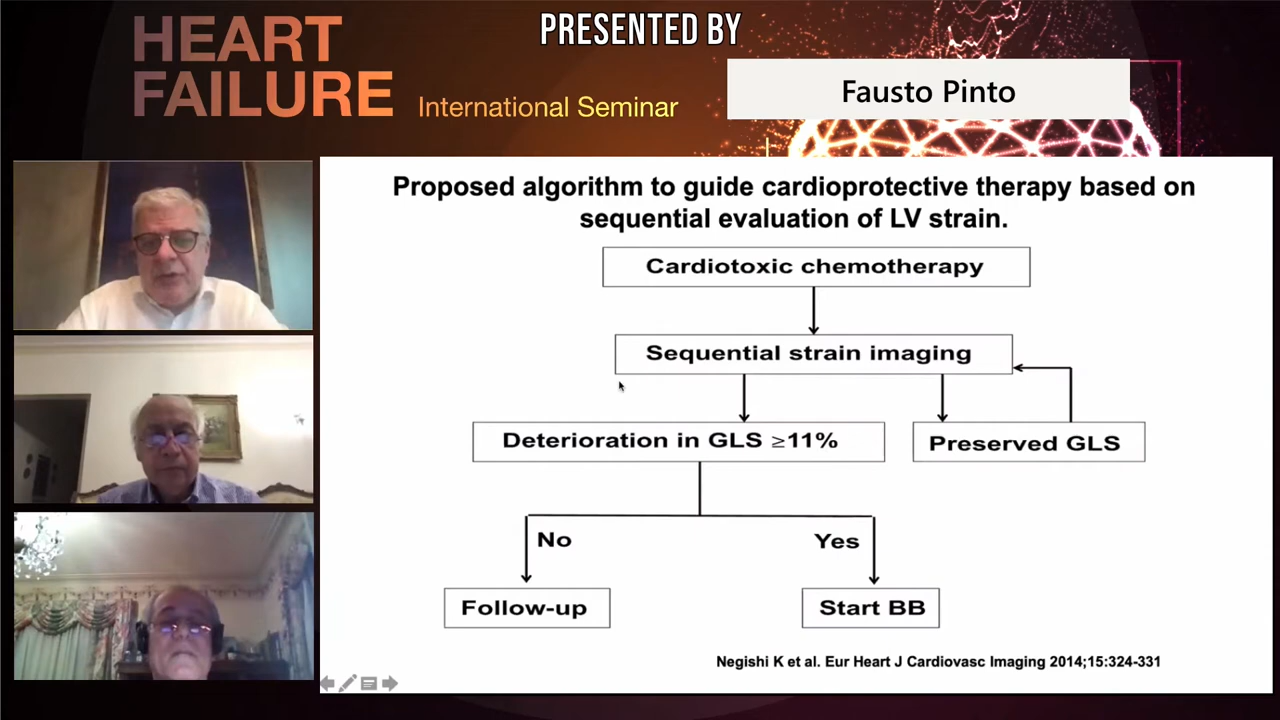 HEART
FAILURE
International Seminar
PRESENTED BY
Fausto Pinto
Proposed algorithm to guide cardioprotective therapy based on
sequential evaluation of LV strain.
Cardiotoxic chemotherapy
Sequential strain imaging
Deterioration in GLS ≥11%
Preserved GLS
No
Yes
Follow-up
Start BB
Negishi K et al. Eur Heart J Cardiovasc Imaging 2014;15:324-331